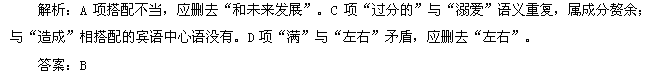 解析：A 项搭配不当，应删去“和未来发展”。C 项“过分的”与“溺爱”语义重复，属成分赘余；
与“造成”相搭配的宾语中心语没有。D 项“满”与“左右”矛盾，应删去“左右”。
答案：B